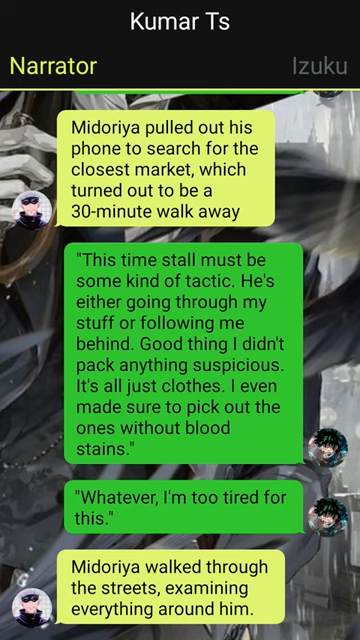 Kumar Ts
Narrator
Izuku
Midoriya pulled out his
phone to search for the
closest market, which
turned out to be a
30-minute walk away
"This time stall must be
some kind of tactic. He's
either going through my
stuff or following me
behind. Good thing I didn't
pack anything suspicious.
It's all just clothes. I even
made sure to pick out the
ones without blood
stains."
"Whatever, I'm too tired for
this."
Midoriya walked through
the streets, examining
everything around him.